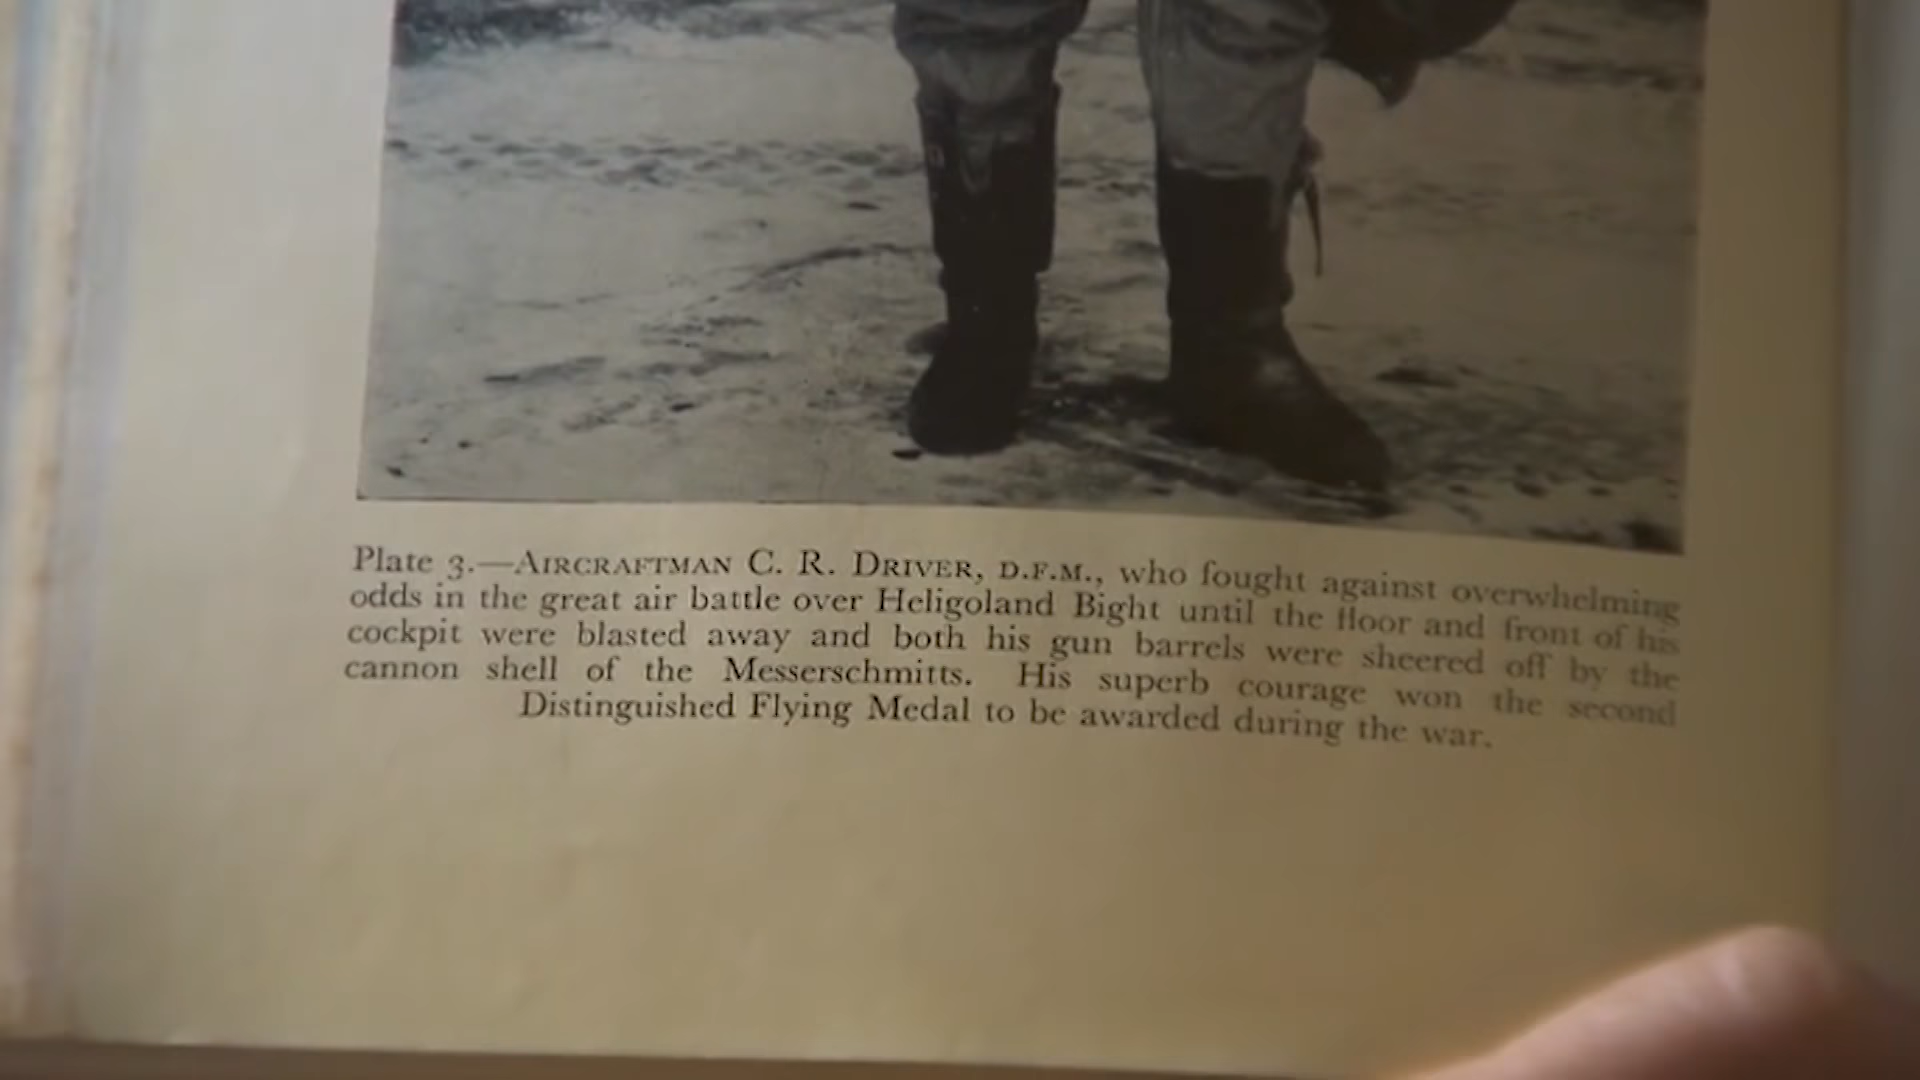 Plate 3.—AIRCRAFTMAN C. R. DRIVER, D.F.M., who fought against overwhelming
odds in the great air battle over Heligoland Bight until the floor and front of his
cockpit were blasted away and both his gun barrels were sheered off by the
cannon shell of the Messerschmitts. His superb courage won the second
Distinguished Flying Medal to be awarded during the war.